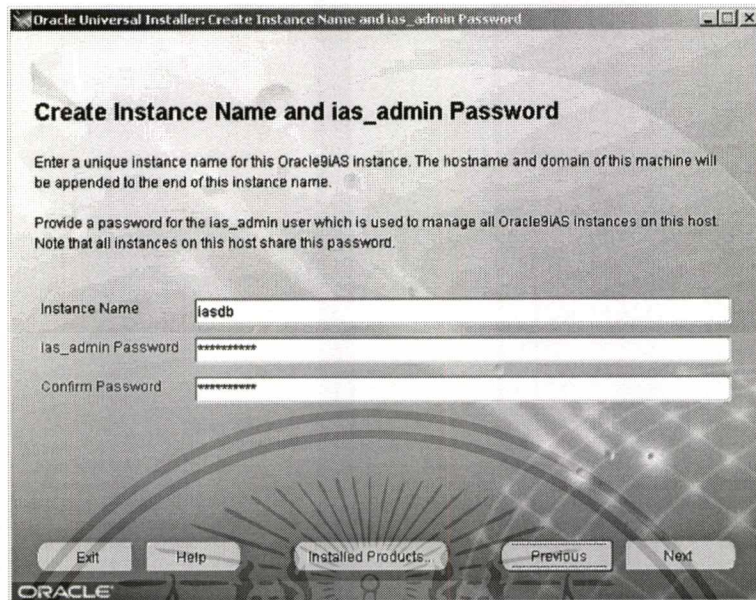 Oracle Universal Installer: Create Instance Name and ias_admin Password
Create Instance Name and ias_admin Password
Enter a unique instance name for this Oracle9iAS instance. The hostname and domain of this machine will
be appended to the end of this instance name.
Provide a password for the ias_admin user which is used to manage all Oracle9iAS instances on this host.
Note that all instances on this host share this password.
Instance Name
iasdb
ias_admin Password
**********
Confirm Password
**********
Exit
Help
Installed Products...
Previous
Next
ORACLE